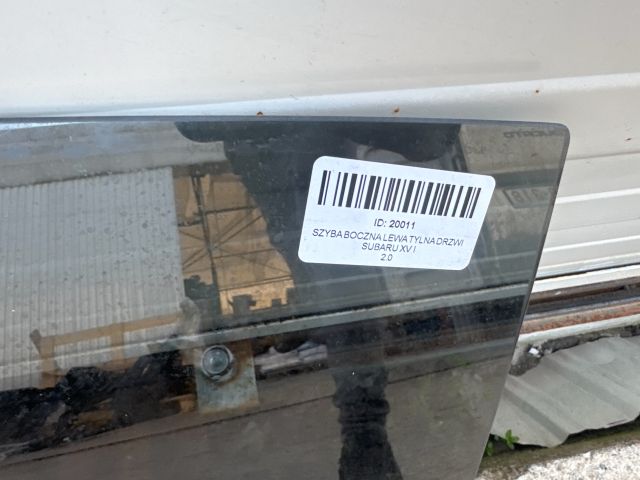 ID: 20011
SZYBA BOCZNA LEWA TYLNA DRZWI
SUBARU XV I
2.0